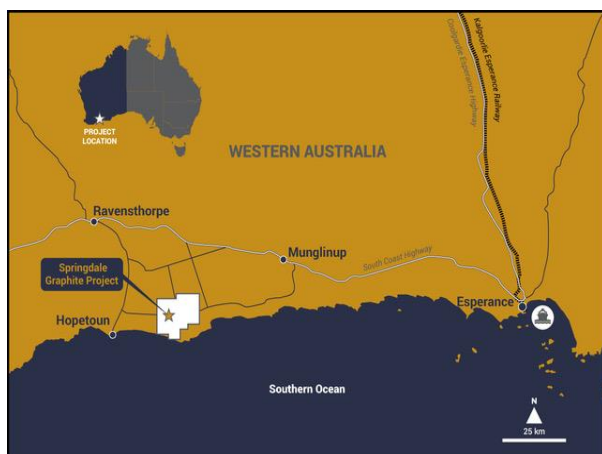 PROJECT
LOCATION
WESTERN AUSTRALIA
Coolgardie Esperance Highway
Kalgoorlie Esperance Railway
Ravensthorpe
Munglinup
South Coast Highway
Springdale
Graphite Project
Esperance
Hopetoun
Southern Ocean
N
25 km